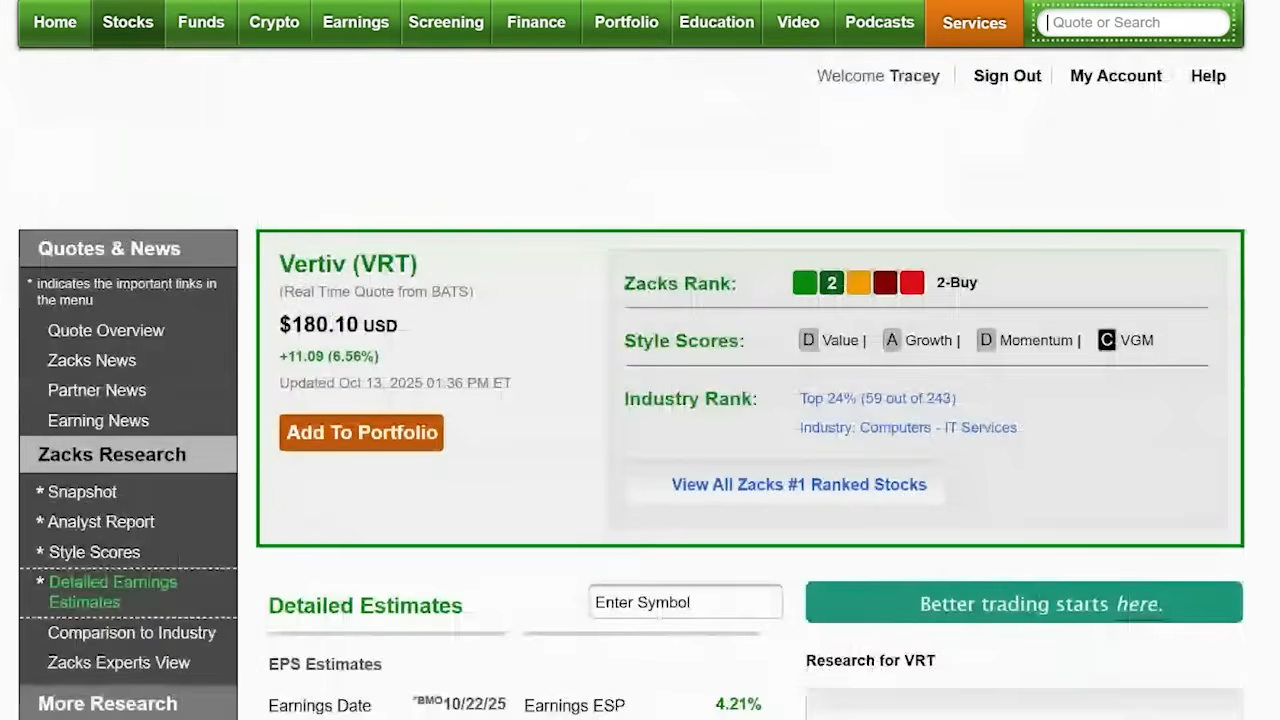 Home Stocks Funds Crypto Earnings Screening Finance Portfolio Education Video Podcasts Services Quote or Search
Welcome Tracey Sign Out My Account Help
Quotes & News
* indicates the important links in
the menu
Quote Overview
Zacks News
Partner News
Earning News
Zacks Research
* Snapshot
* Analyst Report
* Style Scores
* Detailed Earnings
Estimates
Comparison to Industry
Zacks Experts View
More Research
Vertiv (VRT)
(Real Time Quote from BATS)
$180.10 USD
+11.09 (6.56%)
Updated Oct 13, 2025 01:36 PM ET
Add To Portfolio
Zacks Rank: 2 2-Buy
Style Scores: D Value | A Growth | D Momentum | C VGM
Industry Rank: Top 24% (59 out of 243)
Industry: Computers - IT Services
View All Zacks #1 Ranked Stocks
Detailed Estimates Enter Symbol
EPS Estimates
Earnings Date *BMO10/22/25 Earnings ESP 4.21%
Better trading starts here.
Research for VRT